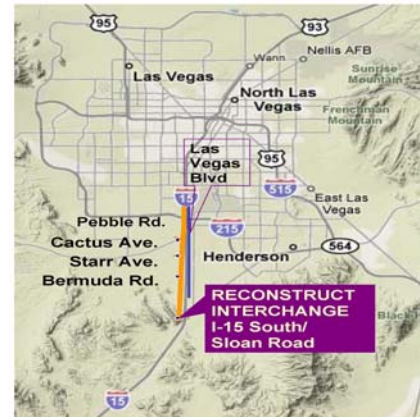 95
93
Nellis AFB
Wann
Las Vegas
Sunrise
Mountain
North Las
Vegas
Frenchman
Mountain
Las
Vegas
Blvd
95
15
515
East Las
Vegas
Pebble Rd.
215
Cactus Ave.
564
Starr Ave.
Henderson
Bermuda Rd.
RECONSTRUCT
INTERCHANGE
I-15 South/
Sloan Road
Black
15